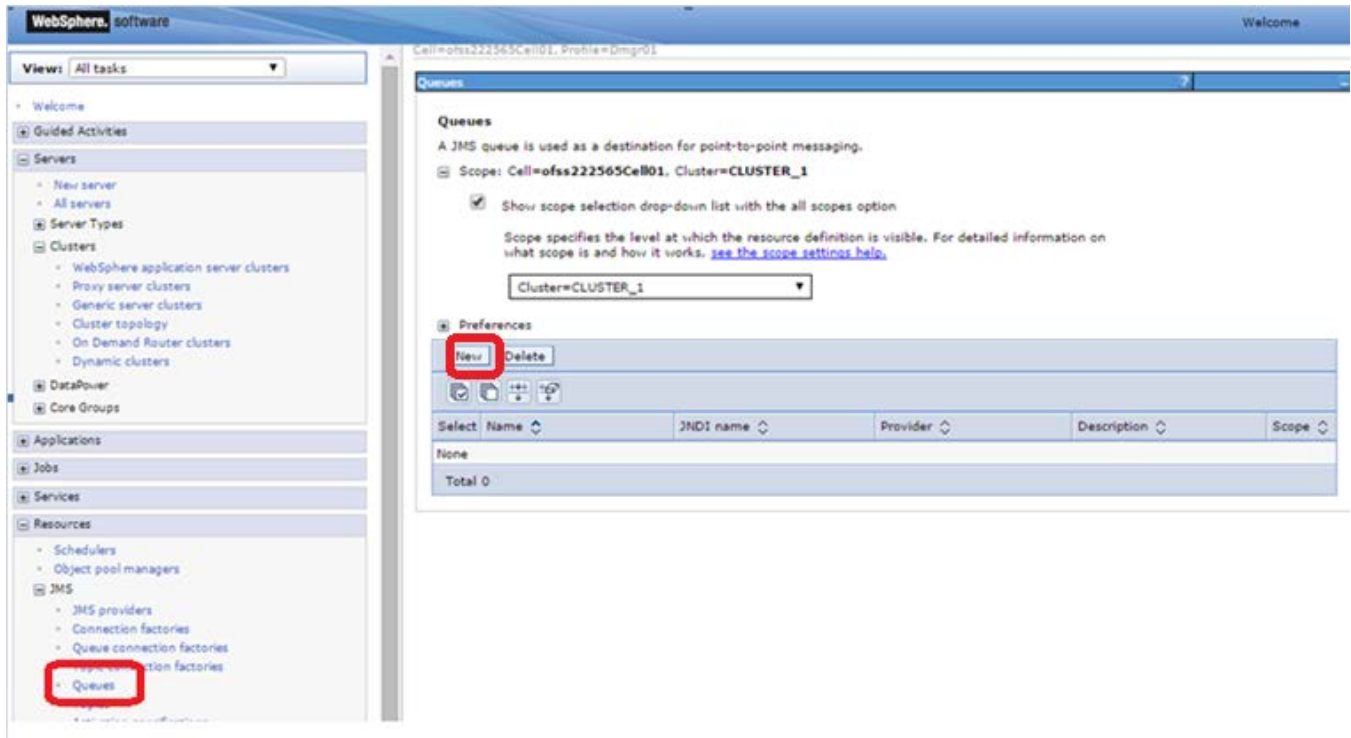 WebSphere. software
Welcome
View: All tasks
Welcome
Guided Activities
Servers
New server
All servers
Server Types
Clusters
WebSphere application server clusters
Proxy server clusters
Generic server clusters
Cluster topology
On Demand Router clusters
Dynamic clusters
DataPower
Core Groups
Applications
Jobs
Services
Resources
Schedulers
Object pool managers
JMS
JMS providers
Connection factories
Queue connection factories
Topic connection factories
Queues
Cell=ofss222565Cell01, Profile=Dmgr01
Queues ?
Queues
A JMS queue is used as a destination for point-to-point messaging.
Scope: Cell=ofss222565Cell01, Cluster=CLUSTER_1
Show scope selection drop-down list with the all scopes option
Scope specifies the level at which the resource definition is visible. For detailed information on
what scope is and how it works, see the scope settings help.
Cluster=CLUSTER_1
Preferences
New Delete
Select Name JNDI name Provider Description Scope
None
Total 0